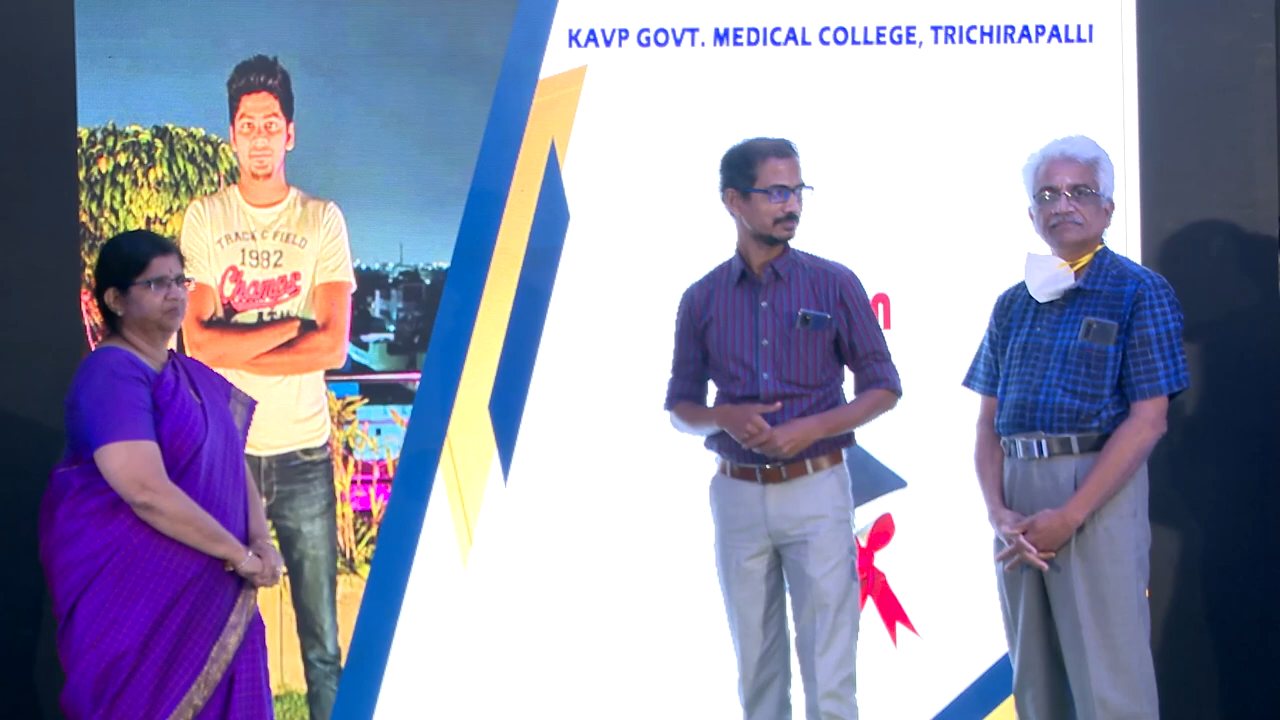 KAVP GOVT. MEDICAL COLLEGE, TRICHIRAPALLI
TRACK & FIELD
1982
Champs